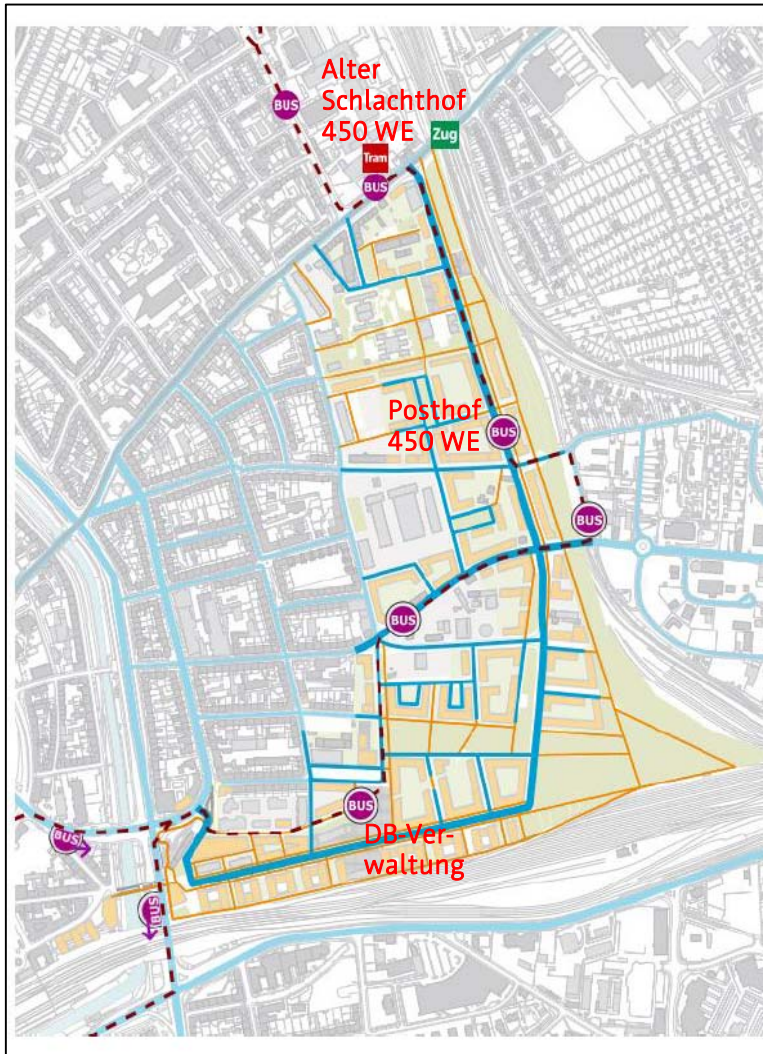 Alter
Schlachthof
450 WE
BUS
Zug
Tram
BUS
Posthof
450 WE
BUS
BUS
BUS
BUS
DB-Ver-
waltung
BUS
BUS